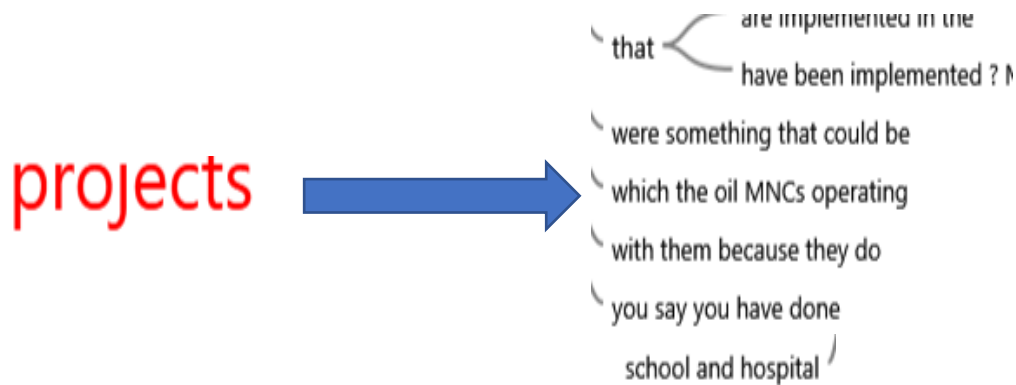 projects
that
are implemented in the
have been implemented ?
were something that could be
which the oil MNCs operating
with them because they do
you say you have done
school and hospital